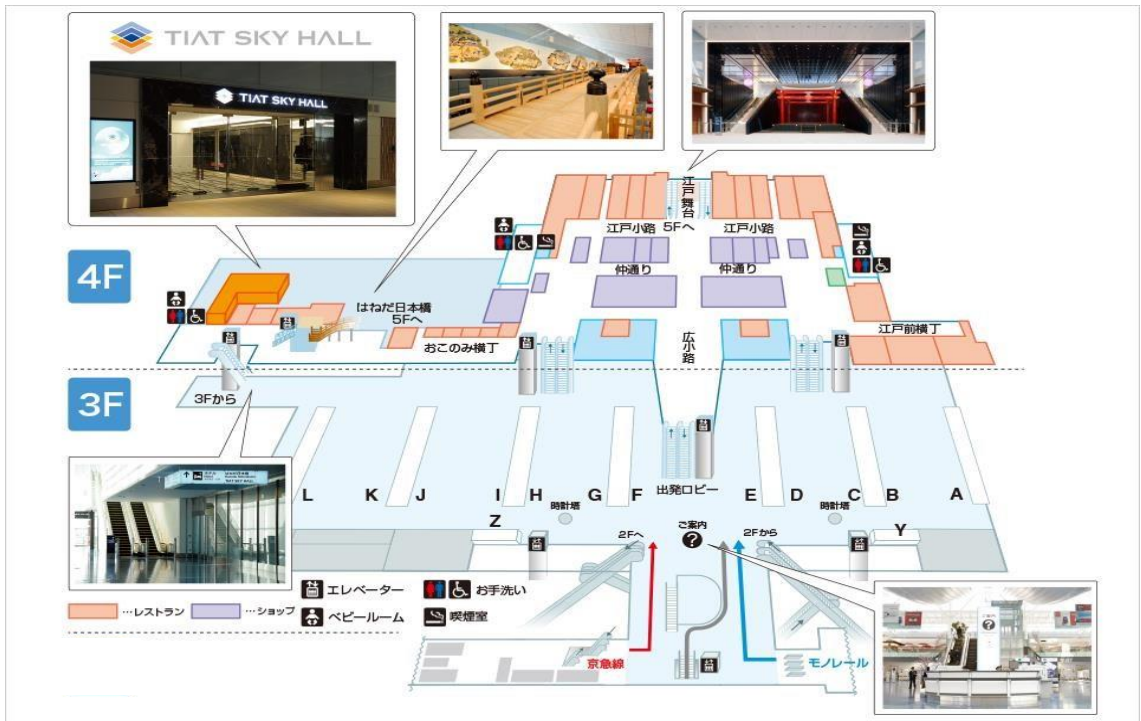 TIAT SKY HALL
TIAT SKY HALL
江戸舞台
5Fへ
江戸小路
江戸小路
仲通り
仲通り
4F
はねだ日本橋
5Fへ
おこのみ横丁
広小路
江戸前横丁
3F
3Fから
出発ロビー
L K J I H G F E D C B A
時計塔
時計塔
Z
Y
ご案内
?
2Fへ
2Fから
エレベーター
お手洗い
ベビールーム
喫煙室
…レストラン
…ショップ
京急線
モノレール
ご案内
?